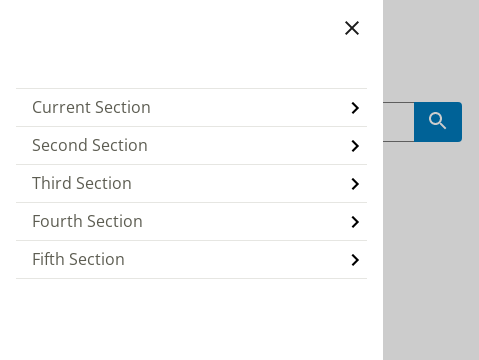 Current Section
Second Section
Third Section
Fourth Section
Fifth Section